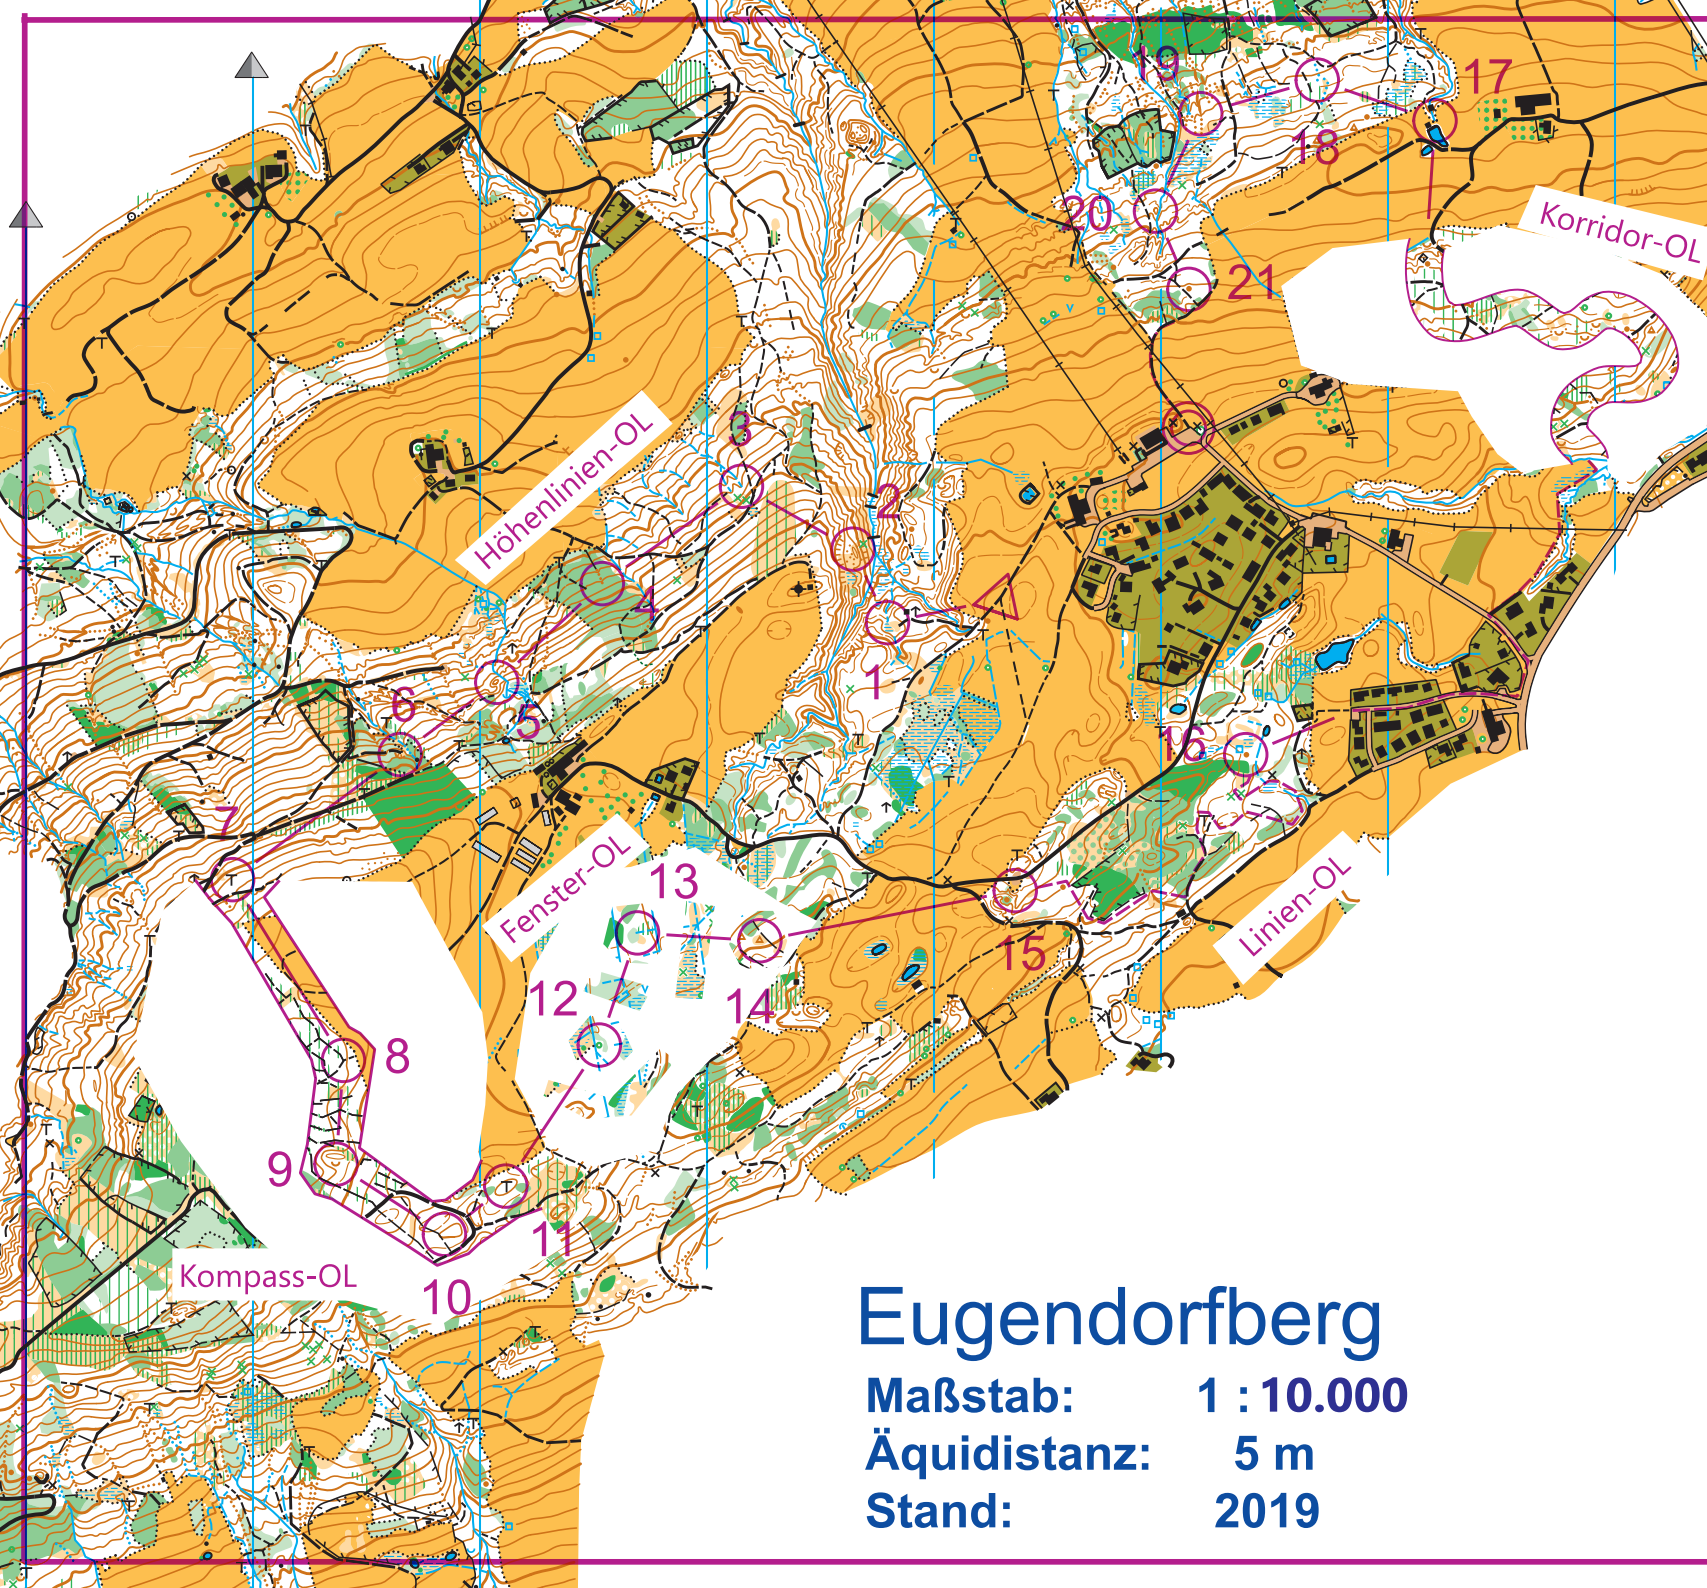 19
17
18
20
21
Korridor-OL
3
Höhenlinien-OL
2
4
1
5
6
16
7
Fenster-OL
13
Linien-OL
15
12
14
8
9
11
Kompass-OL
10
Eugendorfberg
Maßstab: 1 : 10.000
Äquidistanz: 5 m
Stand: 2019